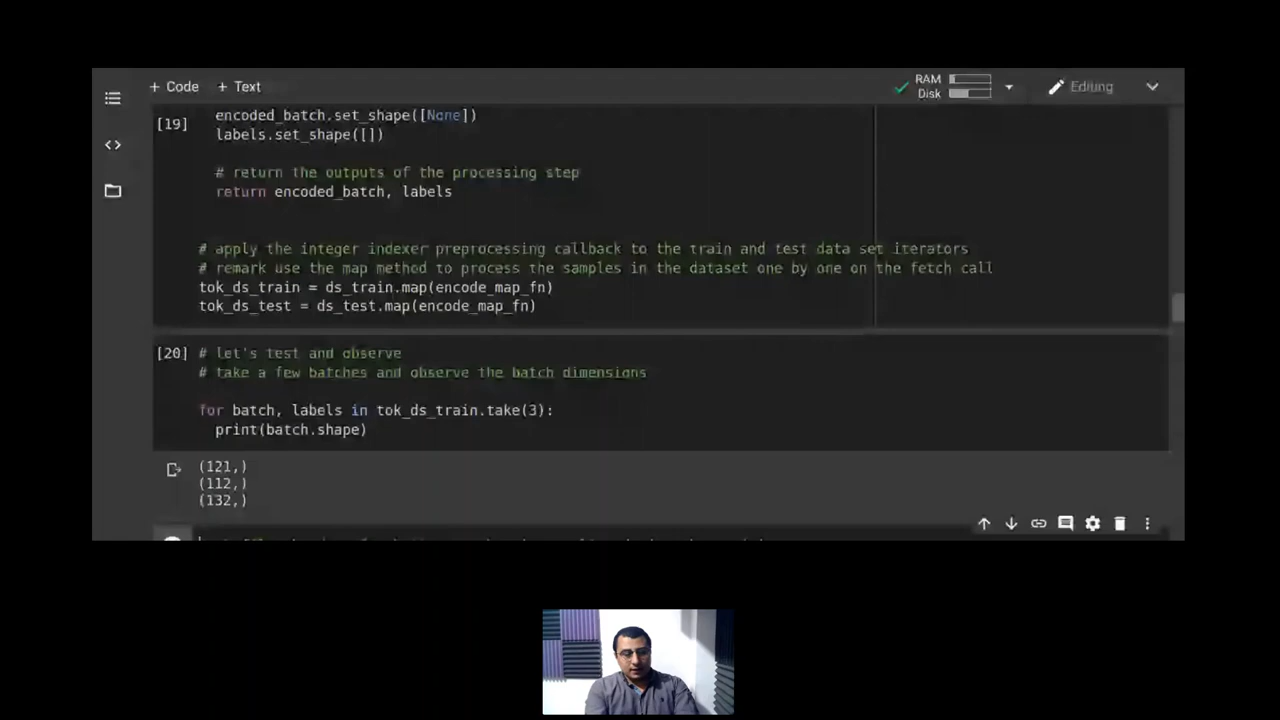 + Code + Text
RAM
Disk
Editing
[19]
encoded_batch.set_shape([None])
labels.set_shape([])
# return the outputs of the processing step
return encoded_batch, labels
# apply the integer indexer preprocessing callback to the train and test data set iterators
# remark use the map method to process the samples in the dataset one by one on the fetch call
tok_ds_train = ds_train.map(encode_map_fn)
tok_ds_test = ds_test.map(encode_map_fn)
[20] # let's test and observe
# take a few batches and observe the batch dimensions
for batch, labels in tok_ds_train.take(3):
print(batch.shape)
(121,)
(112,)
(132,)